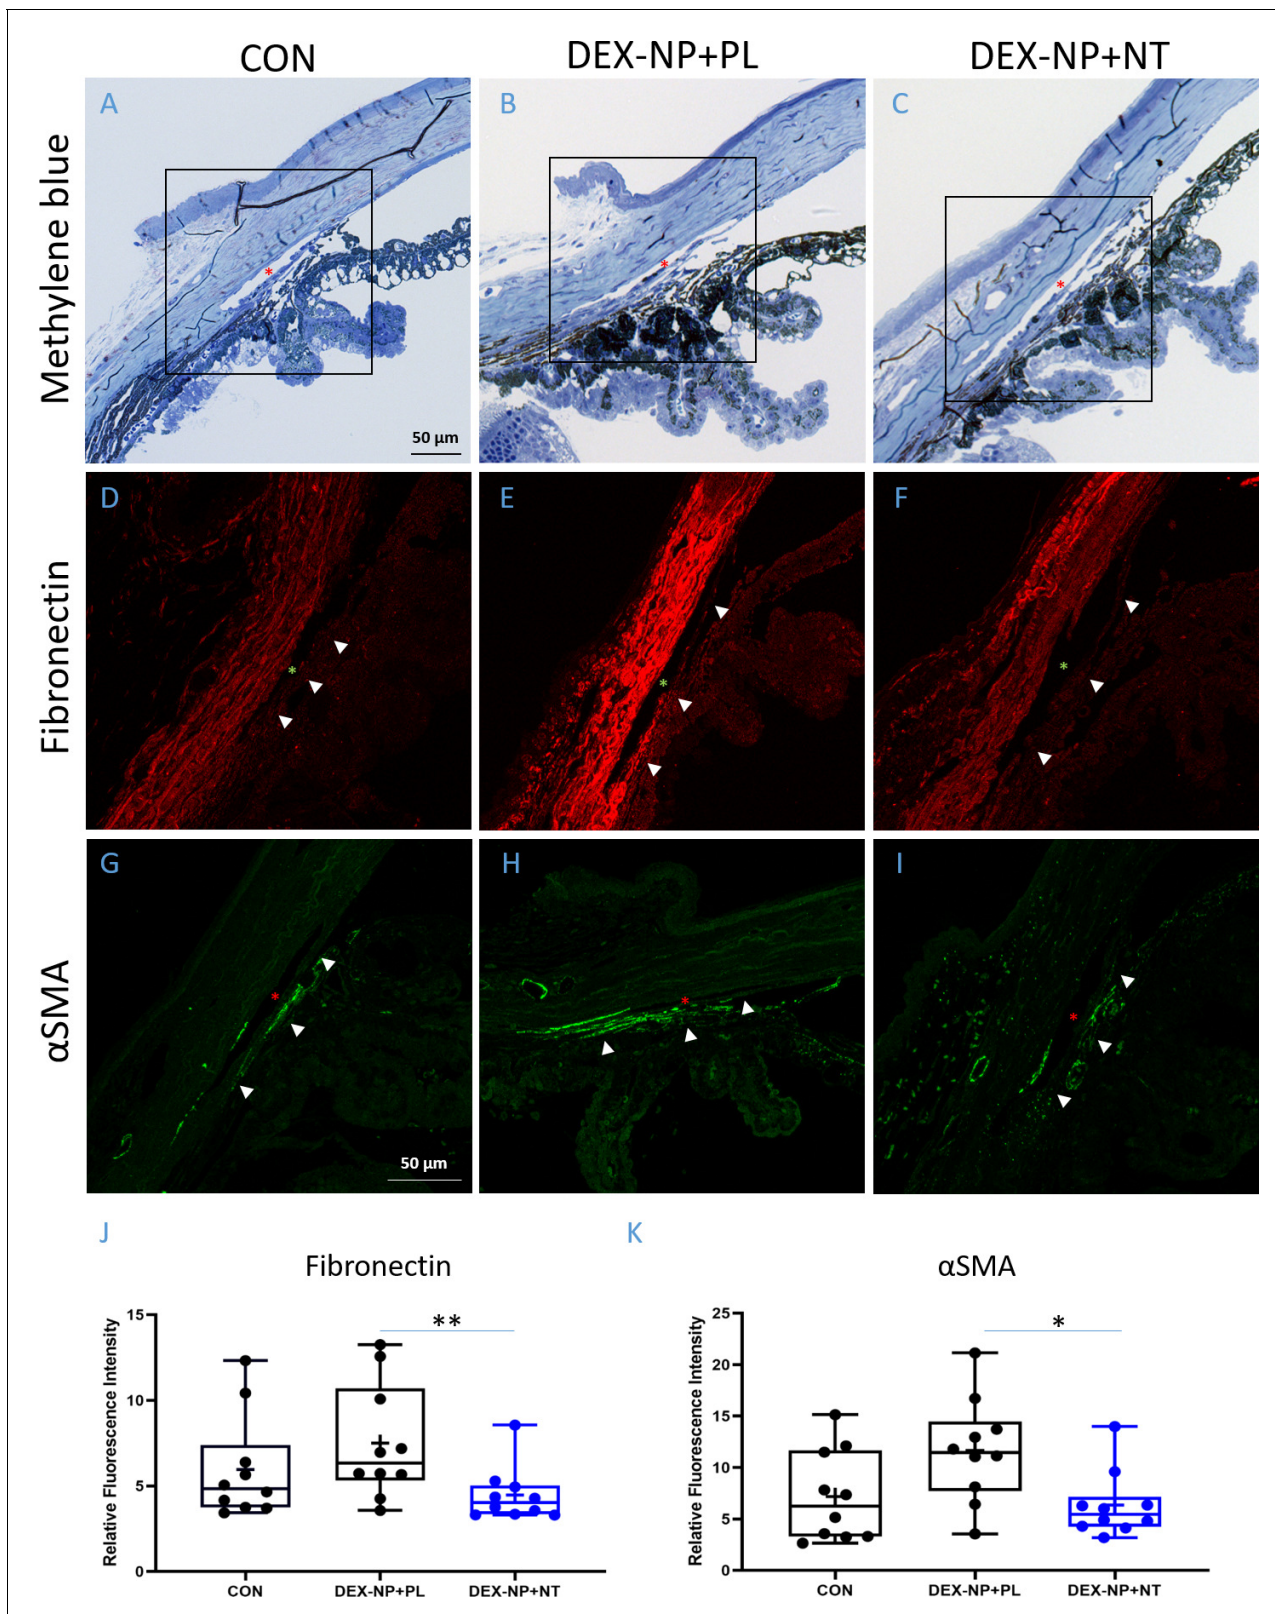 CON DEX-NP+PL DEX-NP+NT
Methylene blue
A B C
*
*
*
50 µm
Fibronectin
D E F
*
*
*
αSMA
G H I
*
*
*
50 µm
J K
Fibronectin αSMA
Relative Fluorescence Intensity
15
10
5
0
**
CON DEX-NP+PL DEX-NP+NT
Relative Fluorescence Intensity
25
20
15
10
5
0
*
CON DEX-NP+PL DEX-NP+NT